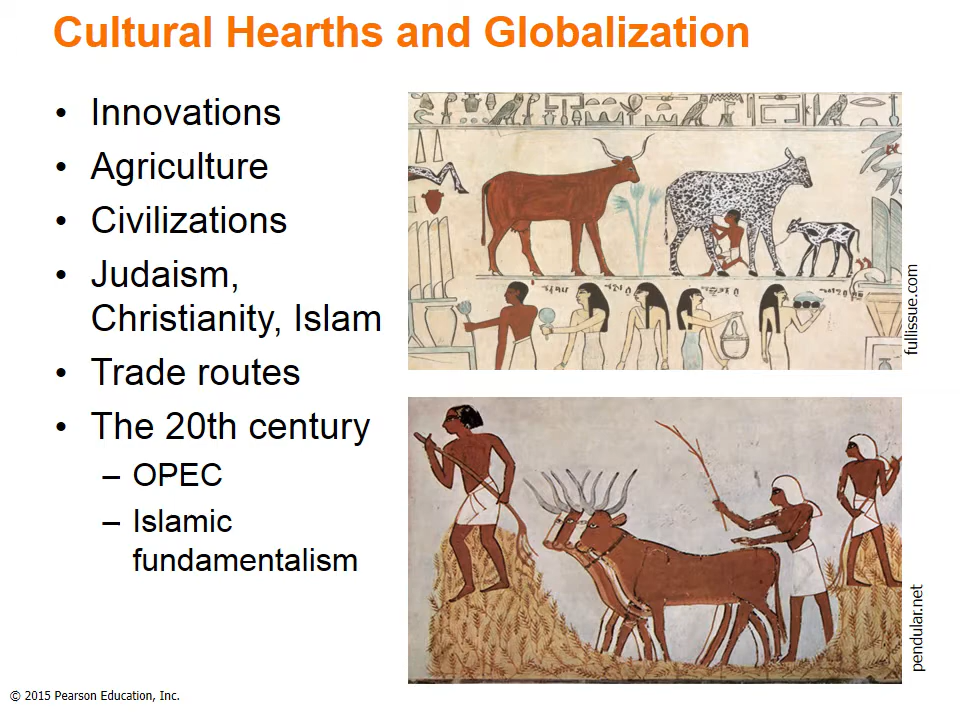 Cultural Hearths and Globalization
• Innovations
• Agriculture
• Civilizations
• Judaism,
Christianity, Islam
• Trade routes
• The 20th century
– OPEC
– Islamic
fundamentalism
fullissue.com
pendular.net
© 2015 Pearson Education, Inc.